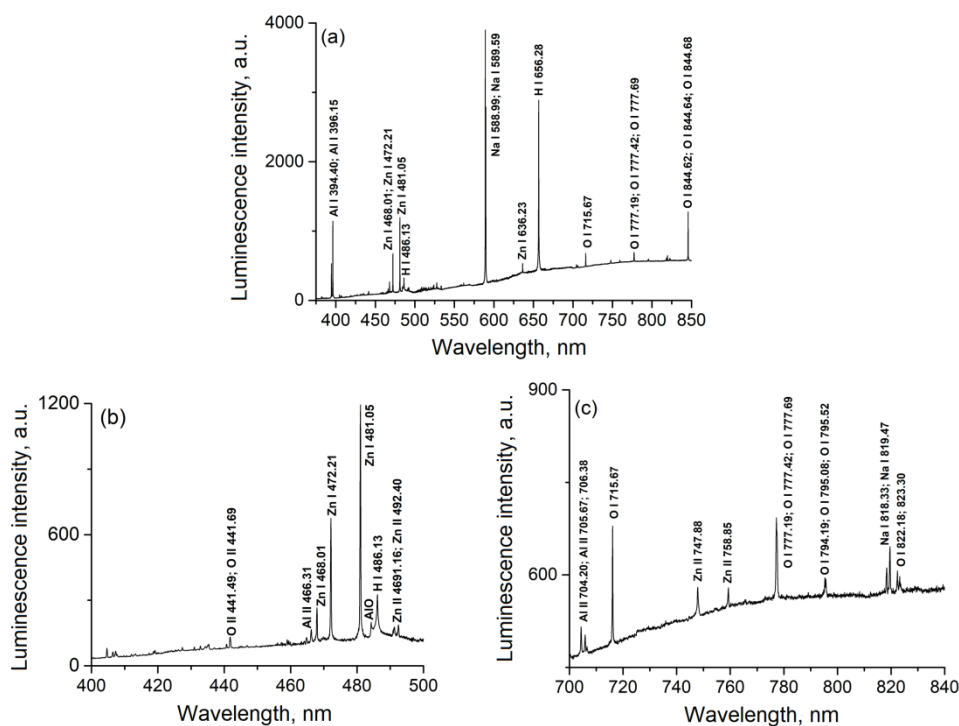 (a)
Luminescence intensity, a.u.
4000
2000
0
Al I 394.40; Al I 396.15
Zn I 468.01; Zn I 472.21
Zn I 481.05
H I 486.13
Na I 588.99; Na I 589.59
Zn I 636.23
H I 656.28
O I 715.67
O I 777.19; O I 777.42; O I 777.69
O I 844.62; O I 844.64; O I 844.68
400 450 500 550 600 650 700 750 800 850
Wavelength, nm
(b)
Luminescence intensity, a.u.
1200
600
0
O II 441.49; O II 441.69
Al II 466.31
Zn I 468.01
Zn I 472.21
Zn I 481.05
AlO
H I 486.13
Zn II 4691.16; Zn II 492.40
400 420 440 460 480 500
Wavelength, nm
(c)
Luminescence intensity, a.u.
900
600
Al II 704.20; Al II 705.67; 706.38
O I 715.67
Zn II 747.88
Zn II 758.85
O I 777.19; O I 777.42; O I 777.69
O I 794.19; O I 795.08; O I 795.52
Na I 818.33; Na I 819.47
O I 822.18; 823.30
700 720 740 760 780 800 820 840
Wavelength, nm